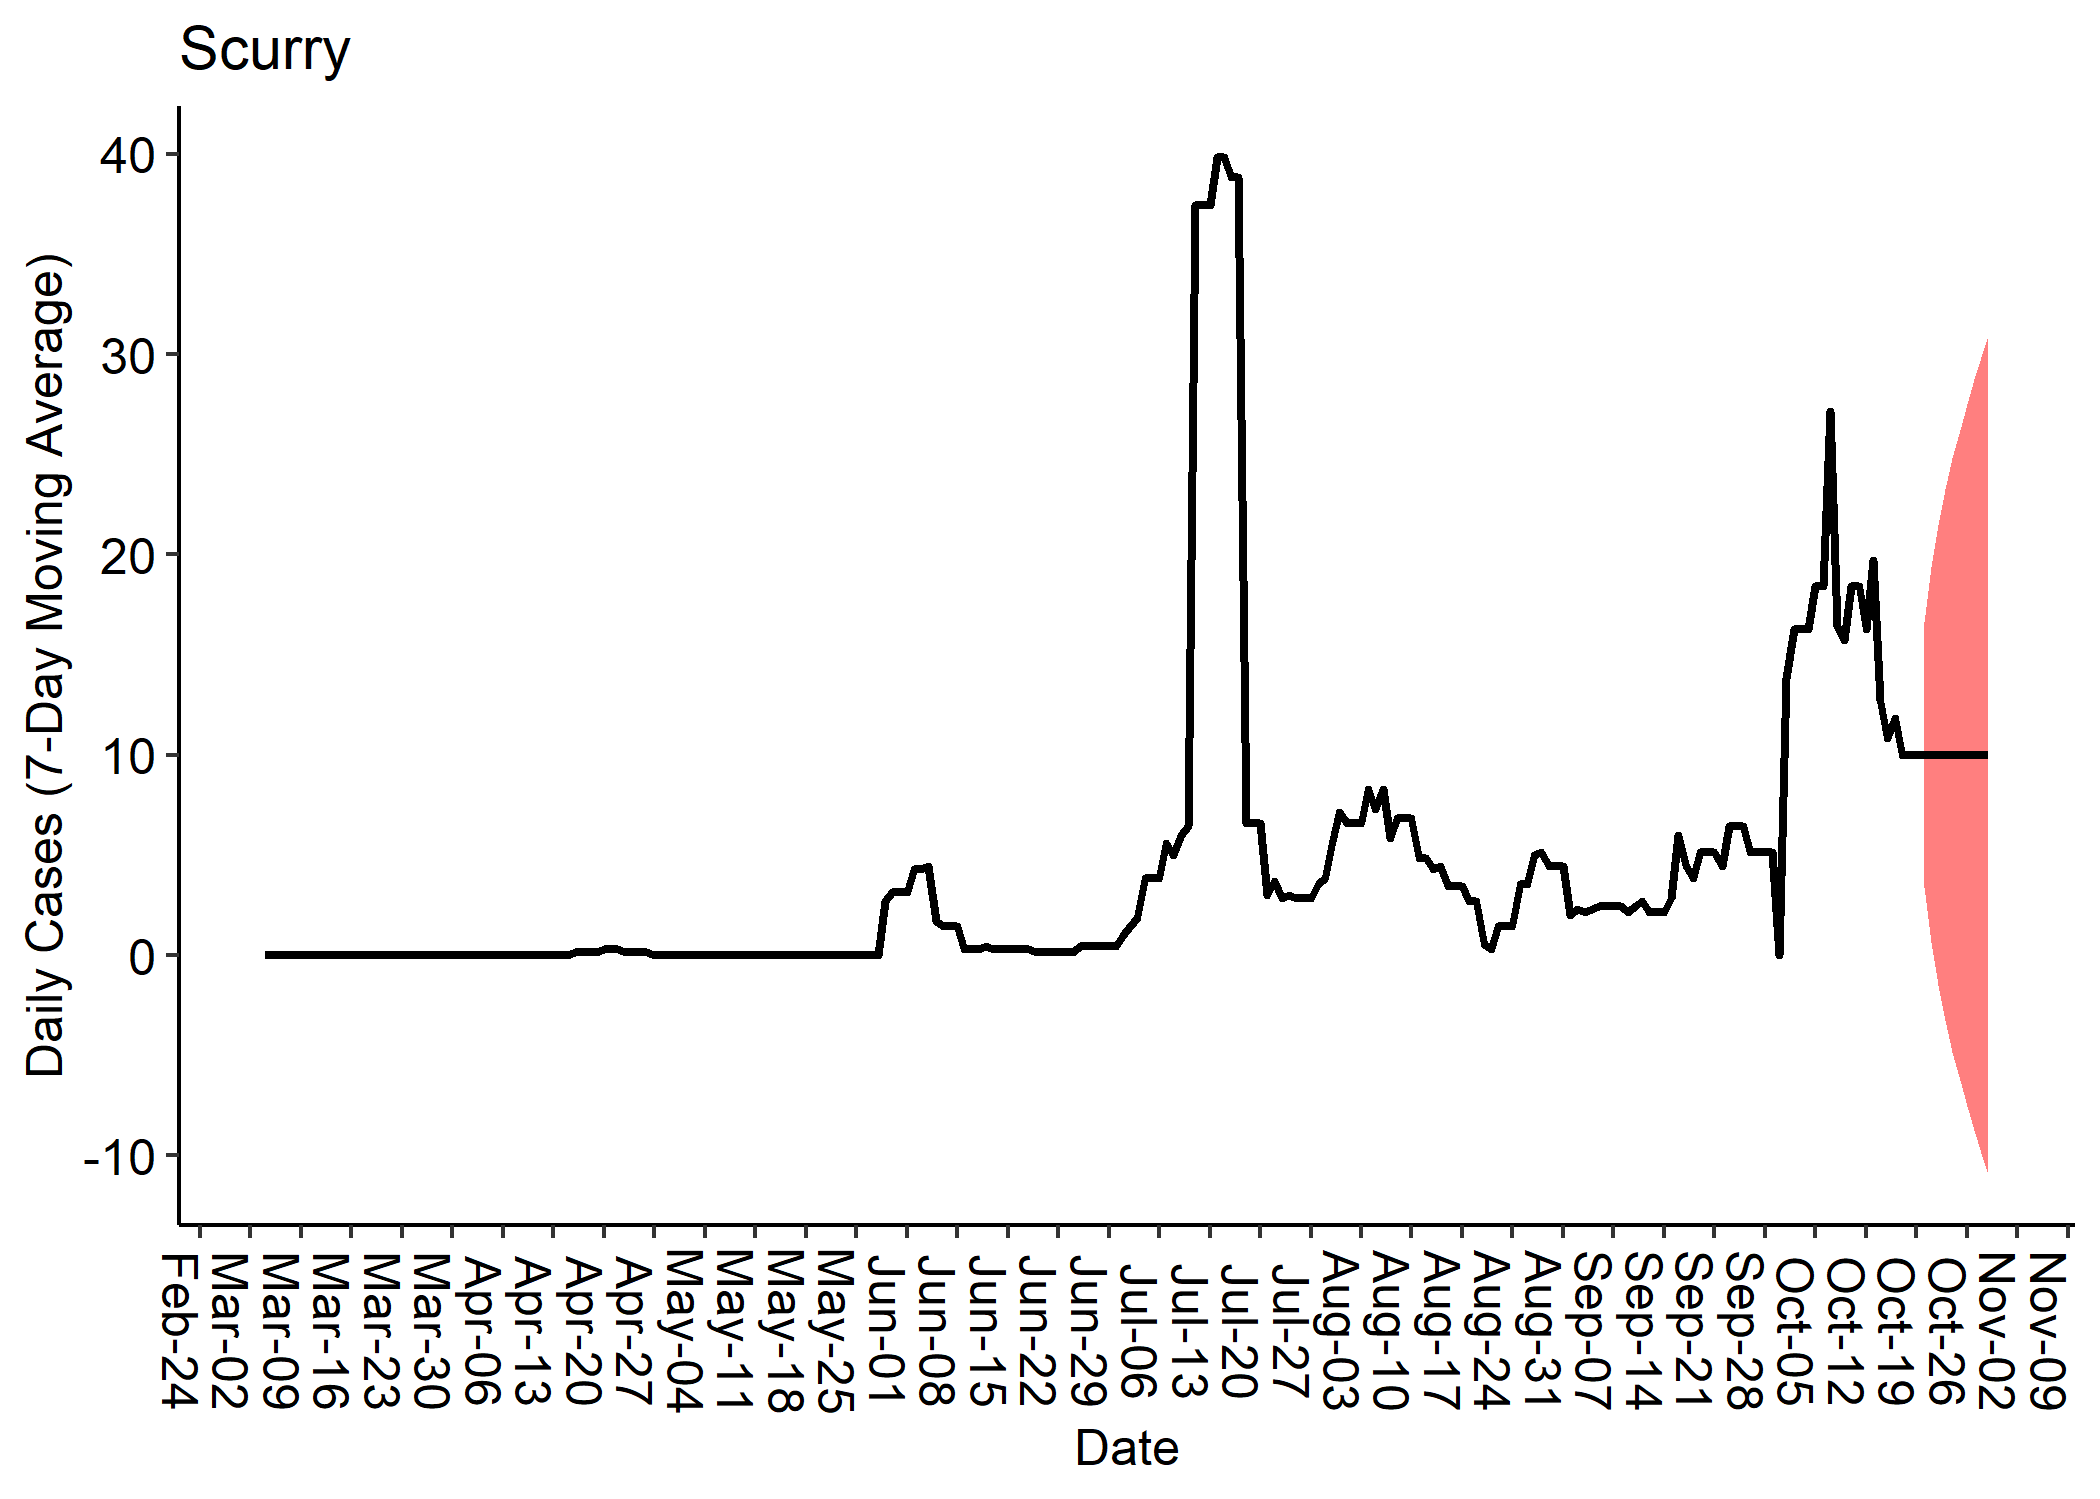 Scurry
Daily Cases (7-Day Moving Average)
40
30
20
10
0
-10
Feb-24
Mar-02
Mar-09
Mar-16
Mar-23
Mar-30
Apr-06
Apr-13
Apr-20
Apr-27
May-04
May-11
May-18
May-25
Jun-01
Jun-08
Jun-15
Jun-22
Jun-29
Jul-06
Jul-13
Jul-20
Jul-27
Aug-03
Aug-10
Aug-17
Aug-24
Aug-31
Sep-07
Sep-14
Sep-21
Sep-28
Oct-05
Oct-12
Oct-19
Oct-26
Nov-02
Nov-09
Date